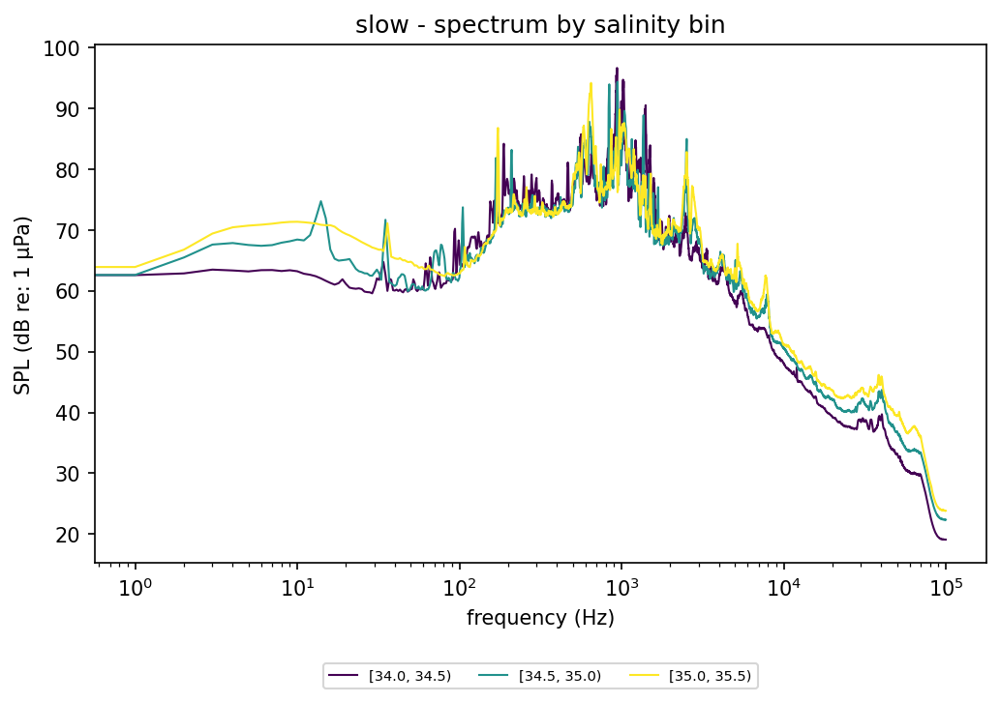 slow - spectrum by salinity bin
100
90
80
70
60
50
40
30
20
SPL (dB re: 1 μPa)
10⁰ 10¹ 10² 10³ 10⁴ 10⁵
frequency (Hz)
[34.0, 34.5) [34.5, 35.0) [35.0, 35.5)